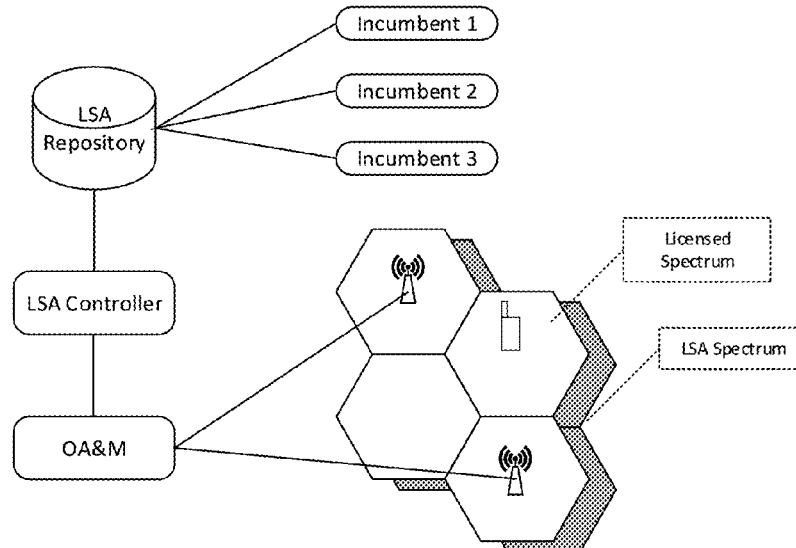 Incumbent 1
LSA
Repository
Incumbent 2
Incumbent 3
Licensed
Spectrum
LSA Controller
LSA Spectrum
OA&M